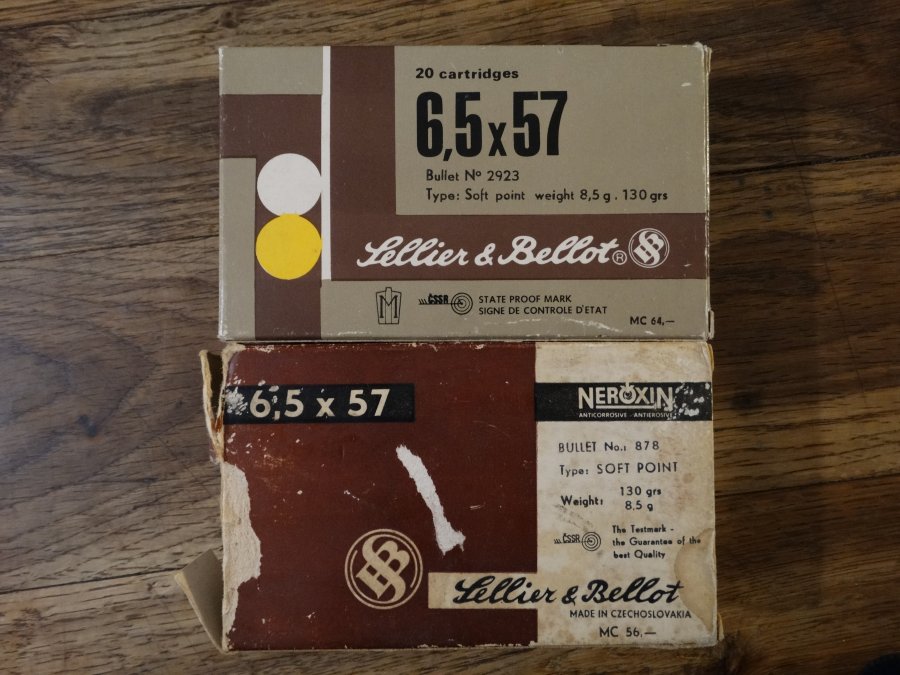 20 cartridges
6,5x57
Bullet Nº 2923
Type: Soft point weight 8,5 g . 130 grs
Lellier & Bellot ® SB
M ČSSR STATE PROOF MARK
SIGNE DE CONTROLE D'ETAT
MC 64,—
6,5 x 57
NEROXIN
ANTICORROSIVE - ANTIEROSIVE
BULLET No.: 878
Type: SOFT POINT
Weight: 130 grs
8,5 g
ČSSR The Testmark -
the Guarantee of the
best Quality
SB
Sellier & Bellot
MADE IN CZECHOSLOVAKIA
MC 56,—